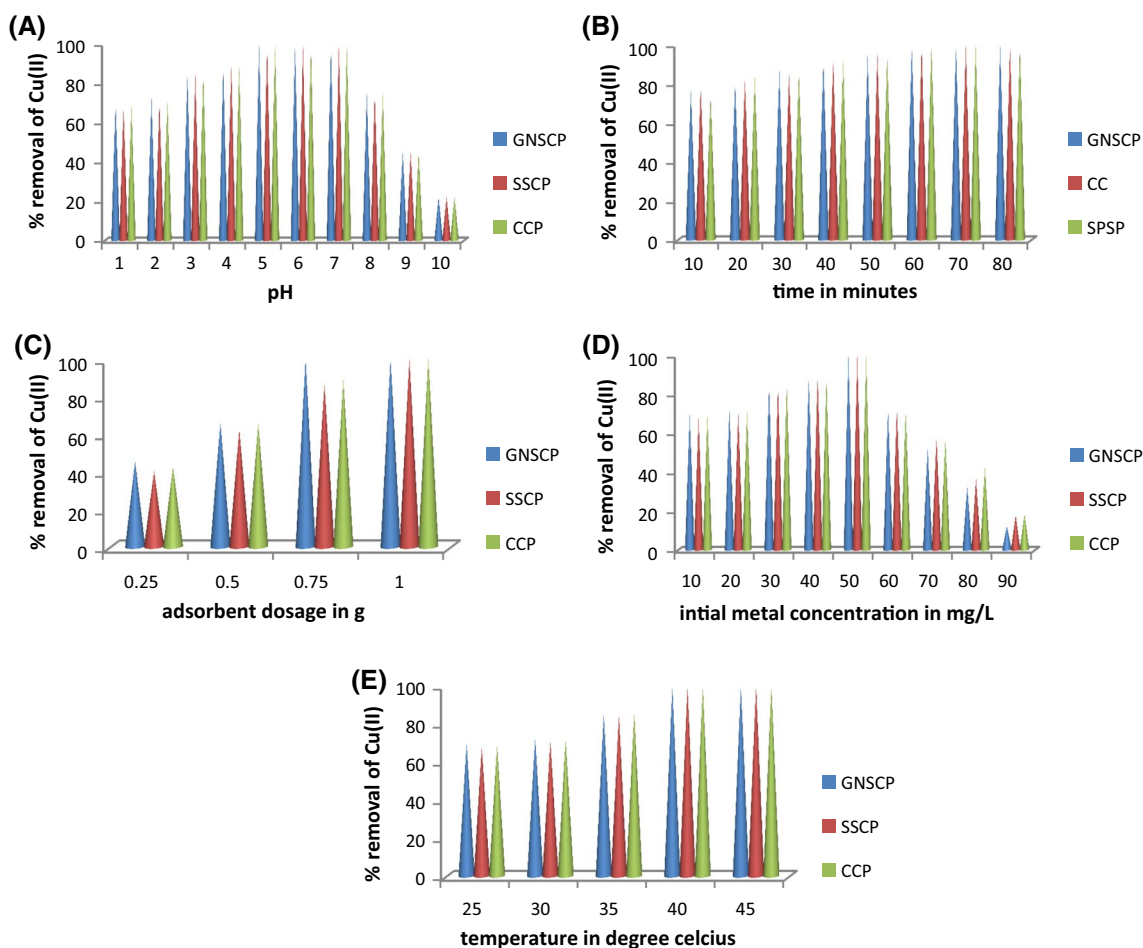 (A)
% removal of Cu(II)
100
80
60
40
20
0
1 2 3 4 5 6 7 8 9 10
pH
GNSCP
SSCP
CCP
(B)
% removal of Cu(II)
100
80
60
40
20
0
10 20 30 40 50 60 70 80
time in minutes
GNSCP
CC
SPSP
(C)
% removal of Cu(II)
100
80
60
40
20
0
0.25 0.5 0.75 1
adsorbent dosage in g
GNSCP
SSCP
CCP
(D)
% removal of Cu(II)
100
80
60
40
20
0
10 20 30 40 50 60 70 80 90
intial metal concentration in mg/L
GNSCP
SSCP
CCP
(E)
% removal of Cu(II)
100
80
60
40
20
0
25 30 35 40 45
temperature in degree celcius
GNSCP
SSCP
CCP